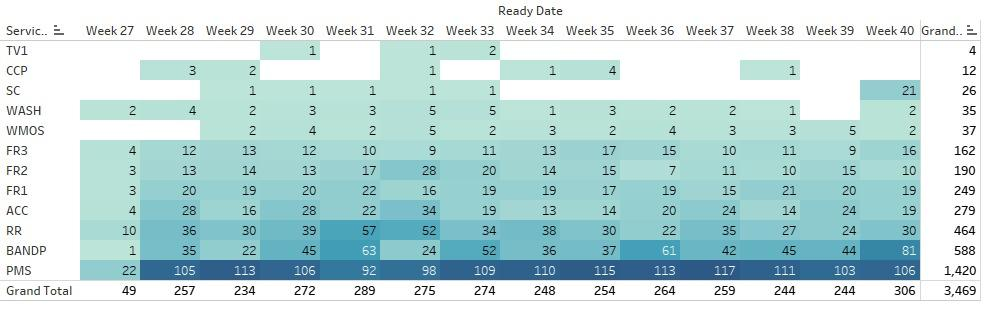 Ready Date
Servic.. Week 27 Week 28 Week 29 Week 30 Week 31 Week 32 Week 33 Week 34 Week 35 Week 36 Week 37 Week 38 Week 39 Week 40 Grand..
TV1 1 1 2 4
CCP 3 2 1 1 4 1 12
SC 1 1 1 1 1 21 26
WASH 2 4 2 3 3 5 5 1 3 2 2 1 2 35
WMOS 2 4 2 5 2 3 2 4 3 3 5 2 37
FR3 4 12 13 12 10 9 11 13 17 15 10 11 9 16 162
FR2 3 13 14 13 17 28 20 14 15 7 11 10 15 10 190
FR1 3 20 19 20 22 16 19 19 17 19 15 21 20 19 249
ACC 4 28 16 28 22 34 19 13 14 20 24 14 24 19 279
RR 10 36 30 39 57 52 34 38 30 22 35 27 24 30 464
BANDP 1 35 22 45 63 24 52 36 37 61 42 45 44 81 588
PMS 22 105 113 106 92 98 109 110 115 113 117 111 103 106 1,420
Grand Total 49 257 234 272 289 275 274 248 254 264 259 244 244 306 3,469